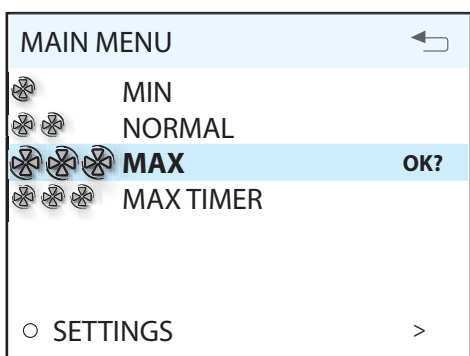 MAIN MENU
MIN
NORMAL
MAX OK?
MAX TIMER
SETTINGS >